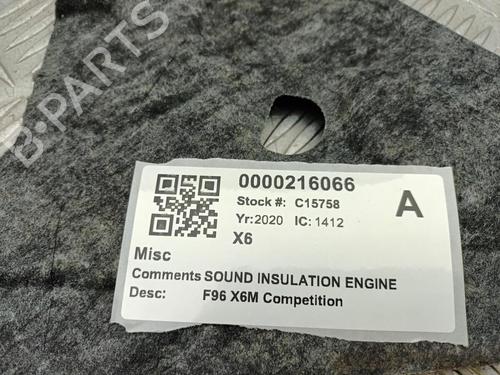 B-PARTS
0000216066
Stock #: C15758
A
Yr: 2020 IC: 1412
X6
Misc
Comments SOUND INSULATION ENGINE
Desc: F96 X6M Competition